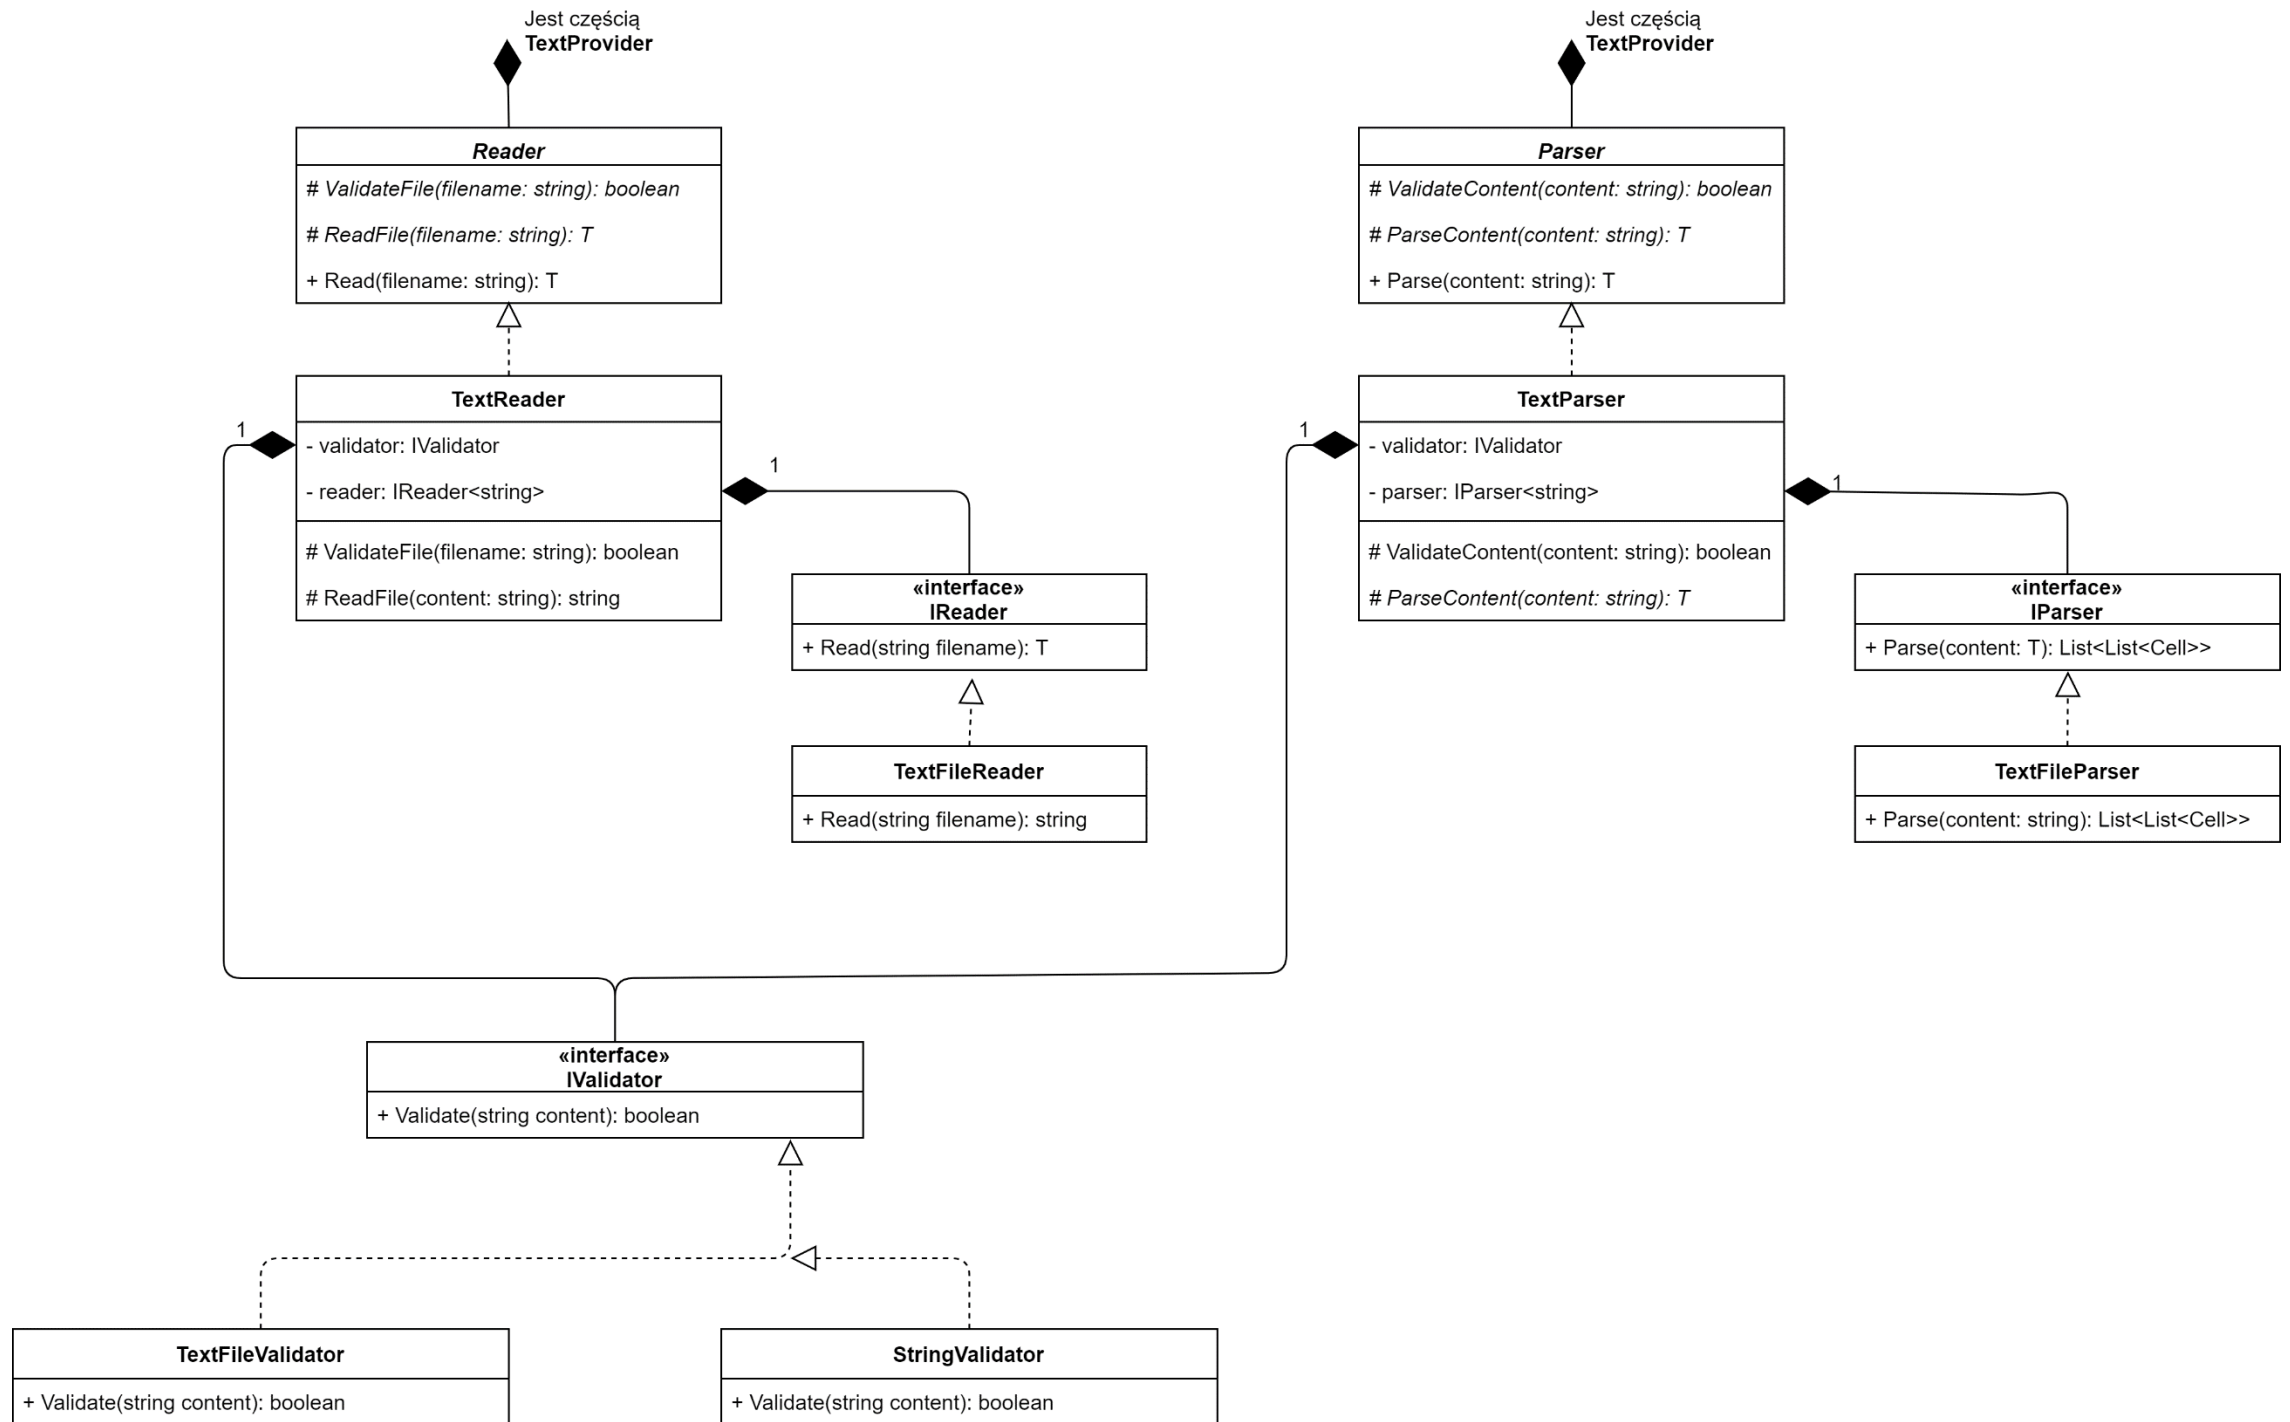 Jest częścią
TextProvider
Jest częścią
TextProvider
Reader
# ValidateFile(filename: string): boolean
# ReadFile(filename: string): T
+ Read(filename: string): T
Parser
# ValidateContent(content: string): boolean
# ParseContent(content: string): T
+ Parse(content: string): T
TextReader
- validator: IValidator
- reader: IReader<string>
# ValidateFile(filename: string): boolean
# ReadFile(content: string): string
1
1
TextParser
- validator: IValidator
- parser: IParser<string>
# ValidateContent(content: string): boolean
# ParseContent(content: string): T
1
1
«interface»
IReader
+ Read(string filename): T
«interface»
IParser
+ Parse(content: T): List<List<Cell>>
TextFileReader
+ Read(string filename): string
TextFileParser
+ Parse(content: string): List<List<Cell>>
«interface»
IValidator
+ Validate(string content): boolean
TextFileValidator
+ Validate(string content): boolean
StringValidator
+ Validate(string content): boolean